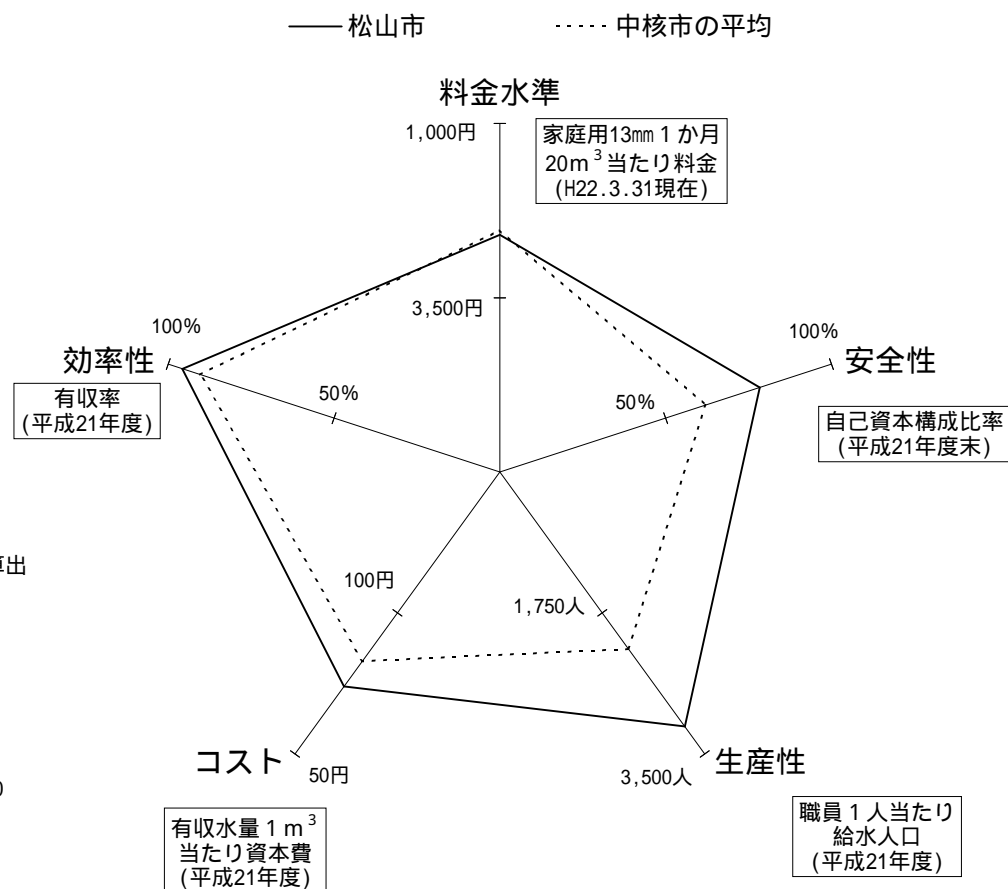 松山市
中核市の平均
料金水準
1,000円
家庭用13㎜1か月
20m³当たり料金
(H22.3.31現在)
3,500円
100%
効率性
有収率
(平成21年度)
50%
100%
安全性
50%
自己資本構成比率
(平成21年度末)
算出
100円
1,750人
コスト
50円
有収水量1m³
当たり資本費
(平成21年度)
生産性
3,500人
職員1人当たり
給水人口
(平成21年度)